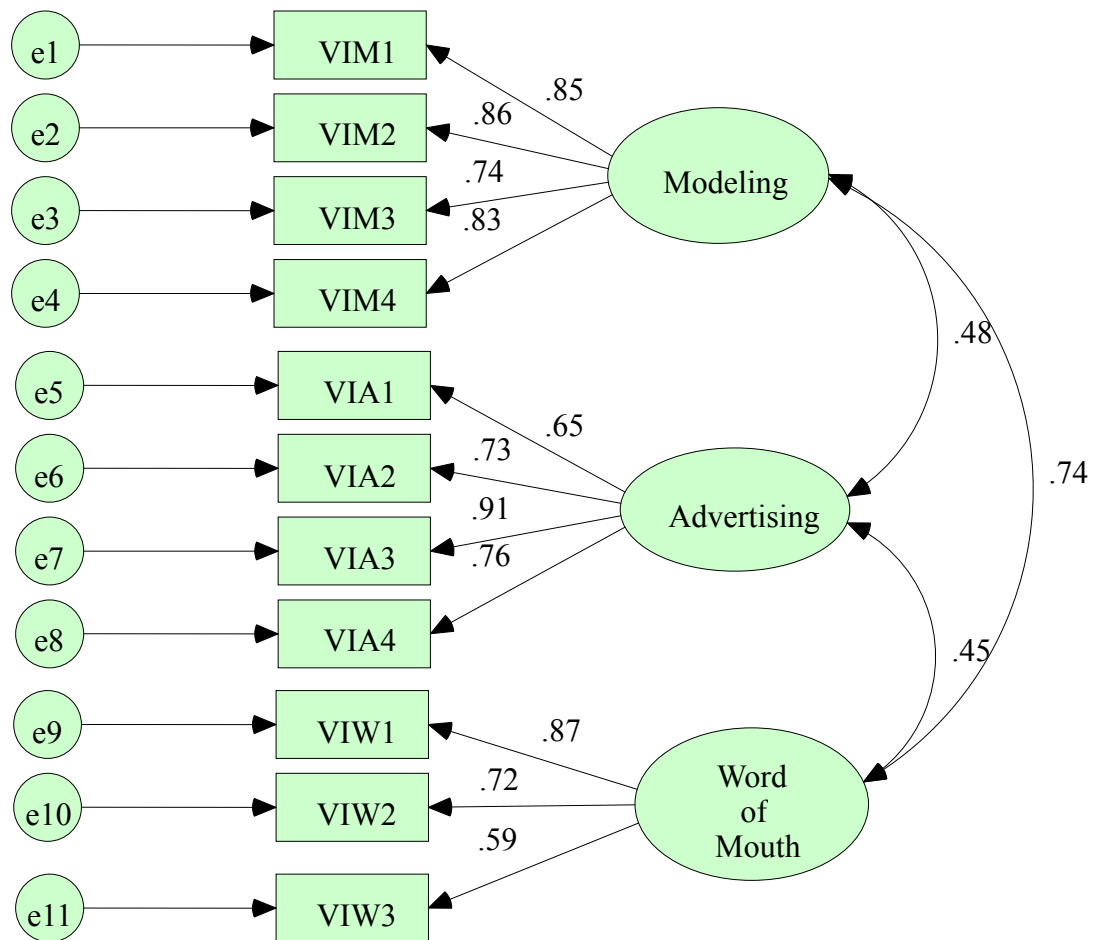 e1
VIM1
.85
e2
VIM2
.86
Modeling
e3
VIM3
.74
.83
e4
VIM4
.48
e5
VIA1
.65
e6
VIA2
.73
.74
.91
Advertising
e7
VIA3
.76
e8
VIA4
.45
e9
VIW1
.87
e10
VIW2
.72
Word
of
Mouth
.59
e11
VIW3